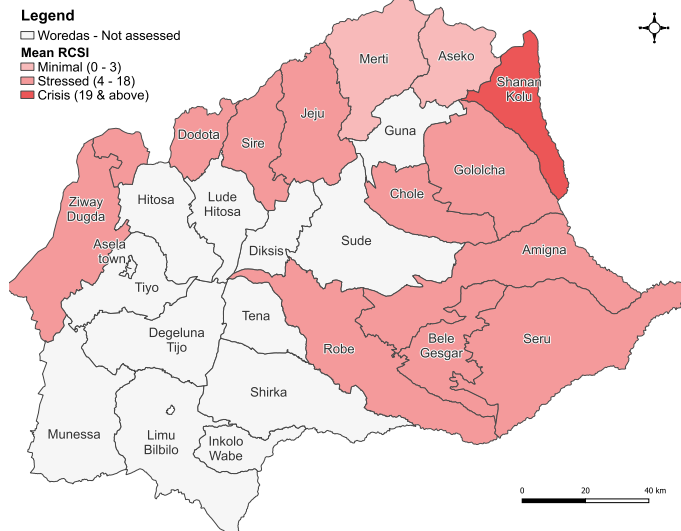 Legend
Woredas - Not assessed
Mean RCSI
Minimal (0 - 3)
Stressed (4 - 18)
Crisis (19 & above)
Merti
Aseko
Shanan
Kolu
Jeju
Guna
Dodota
Sire
Gololcha
Chole
Hitosa
Lude
Hitosa
Ziway
Dugda
Asela
town
Diksis
Sude
Amigna
Tiyo
Tena
Degeluna
Tijo
Robe
Bele
Gesgar
Seru
Shirka
Munessa
Limu
Bilbilo
Inkolo
Wabe
0 20 40 km